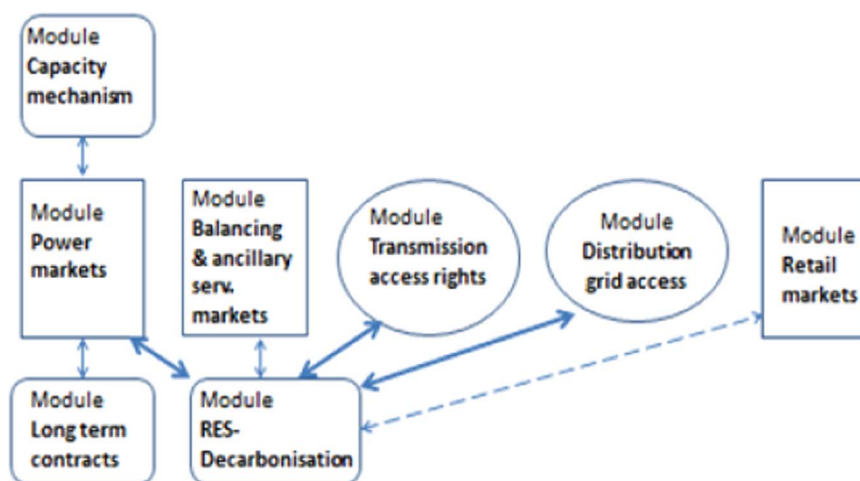 Module
Capacity
mechanism
Module
Power
markets
Module
Balancing
& ancillary
serv.
markets
Module
Transmission
access rights
Module
Distribution
grid access
Module
Retail
markets
Module
Long term
contracts
Module
RES-
Decarbonisation